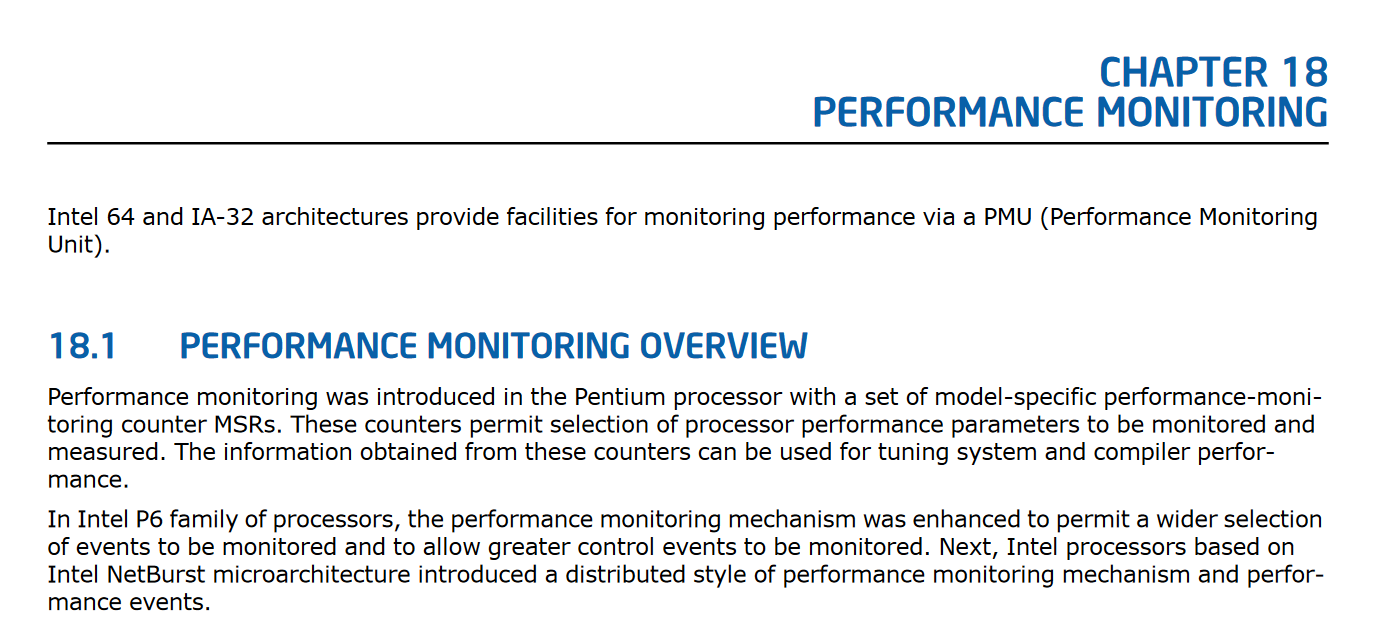 CHAPTER 18
PERFORMANCE MONITORING
Intel 64 and IA-32 architectures provide facilities for monitoring performance via a PMU (Performance Monitoring
Unit).
18.1 PERFORMANCE MONITORING OVERVIEW
Performance monitoring was introduced in the Pentium processor with a set of model-specific performance-moni-
toring counter MSRs. These counters permit selection of processor performance parameters to be monitored and
measured. The information obtained from these counters can be used for tuning system and compiler perfor-
mance.
In Intel P6 family of processors, the performance monitoring mechanism was enhanced to permit a wider selection
of events to be monitored and to allow greater control events to be monitored. Next, Intel processors based on
Intel NetBurst microarchitecture introduced a distributed style of performance monitoring mechanism and perfor-
mance events.